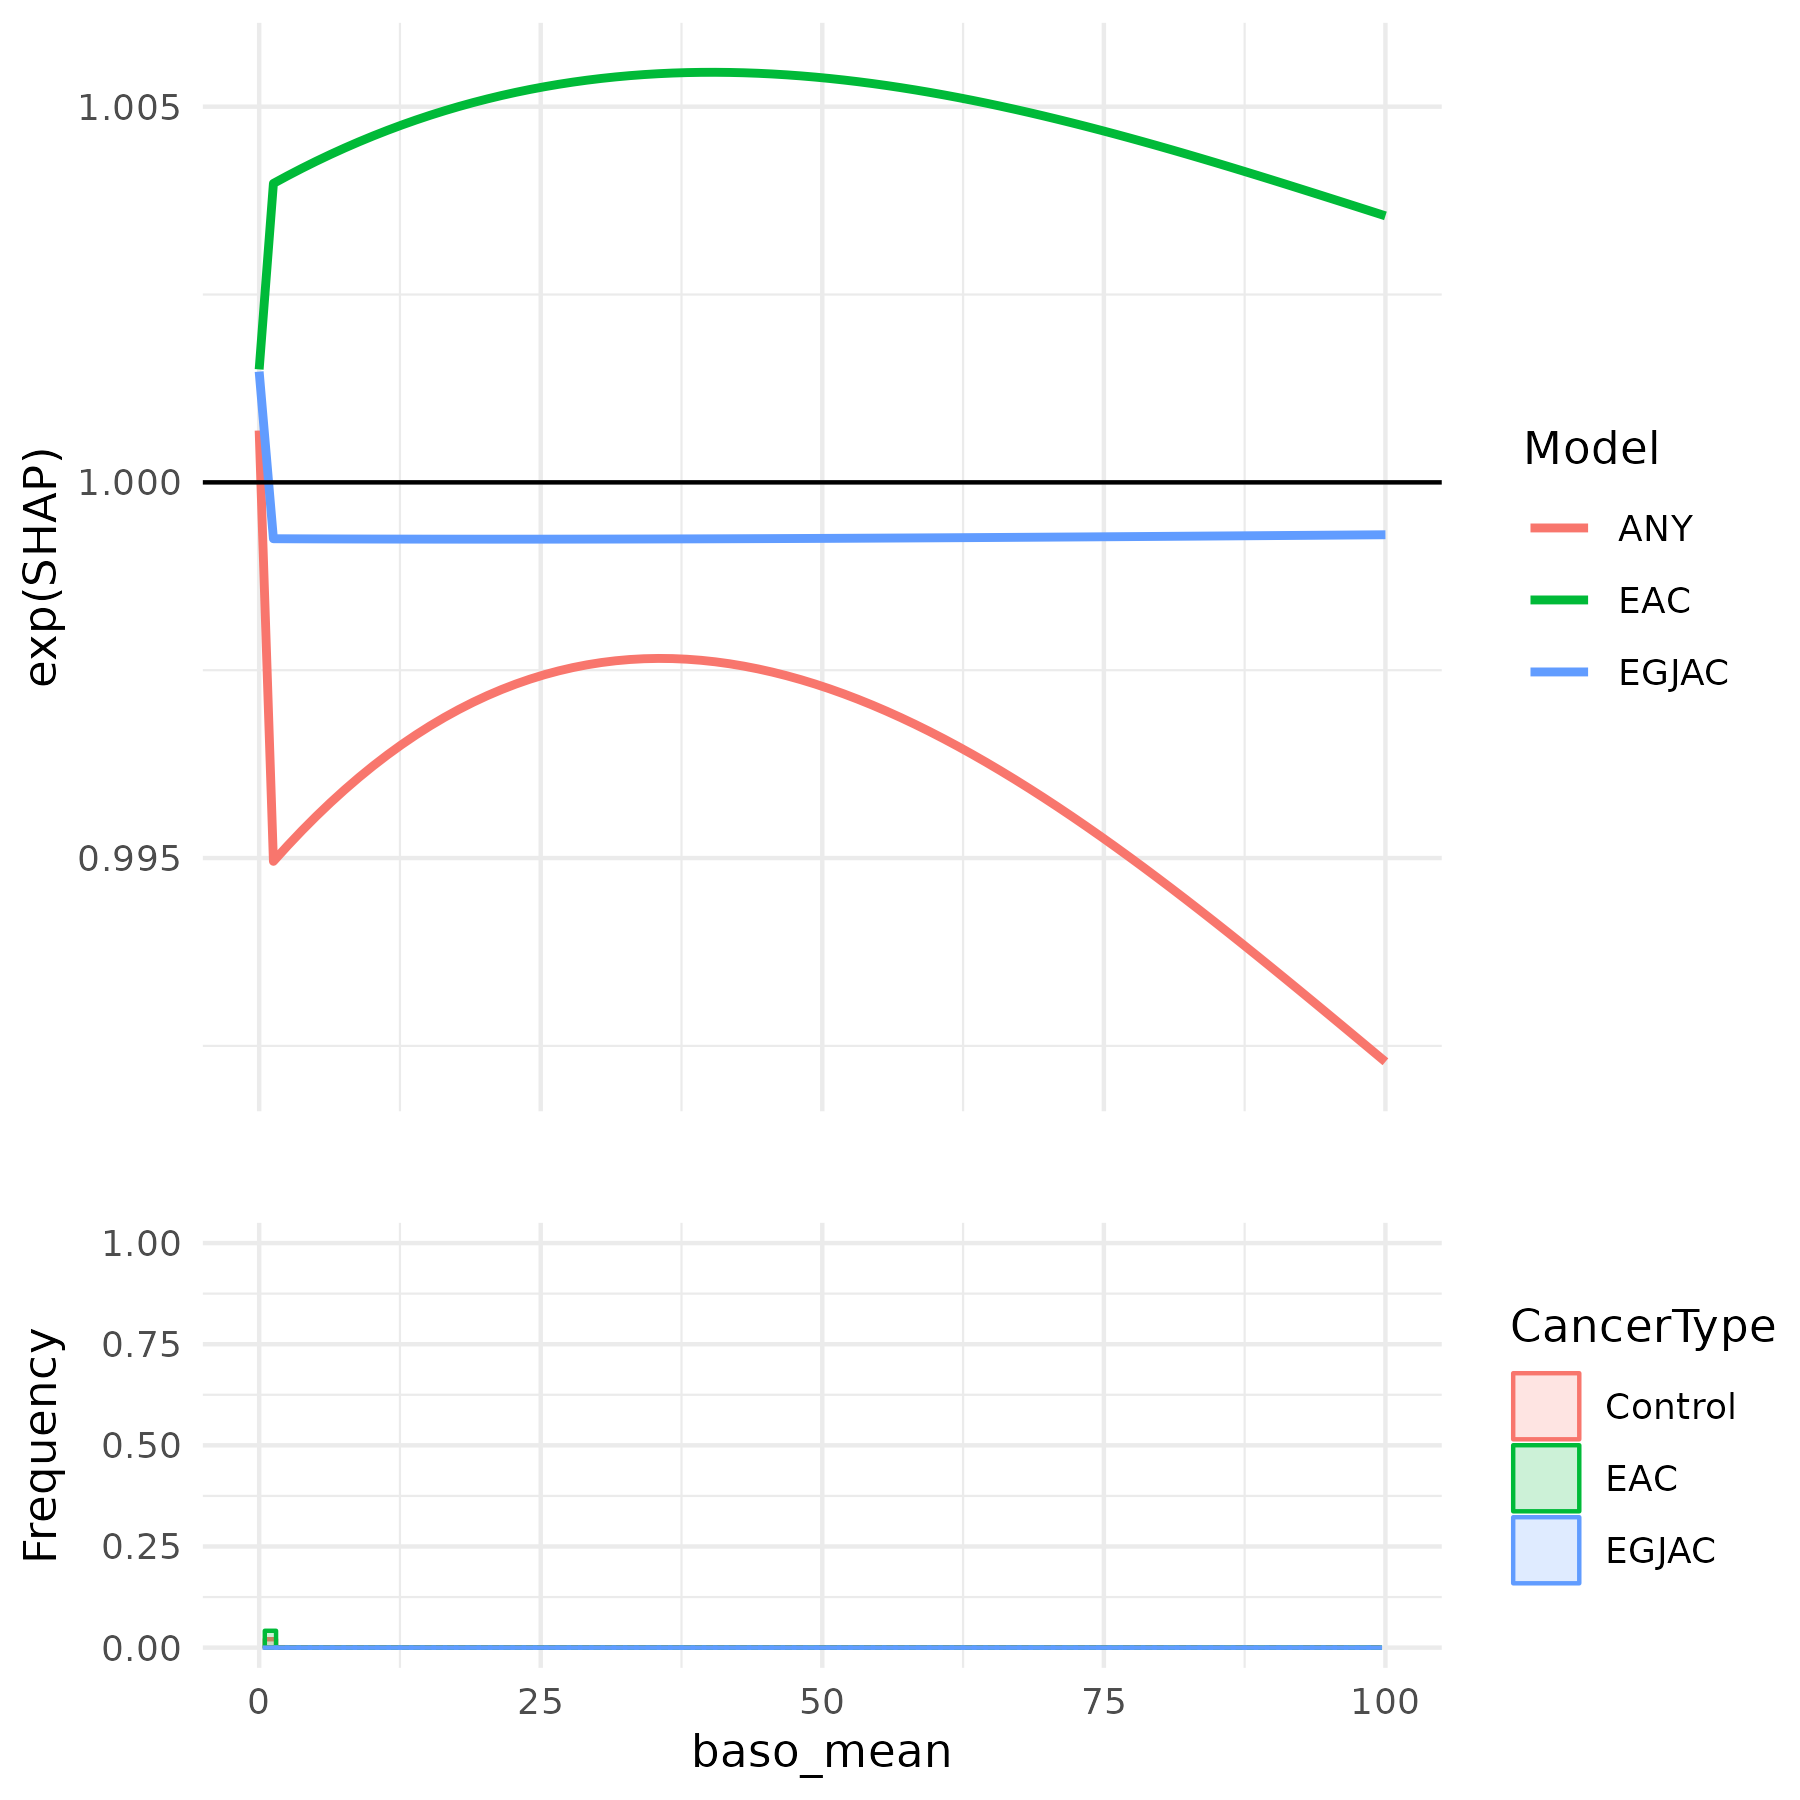 exp(SHAP)
1.005
1.000
0.995
Model
ANY
EAC
EGJAC
Frequency
1.00
0.75
0.50
0.25
0.00
0 25 50 75 100
baso_mean
CancerType
Control
EAC
EGJAC